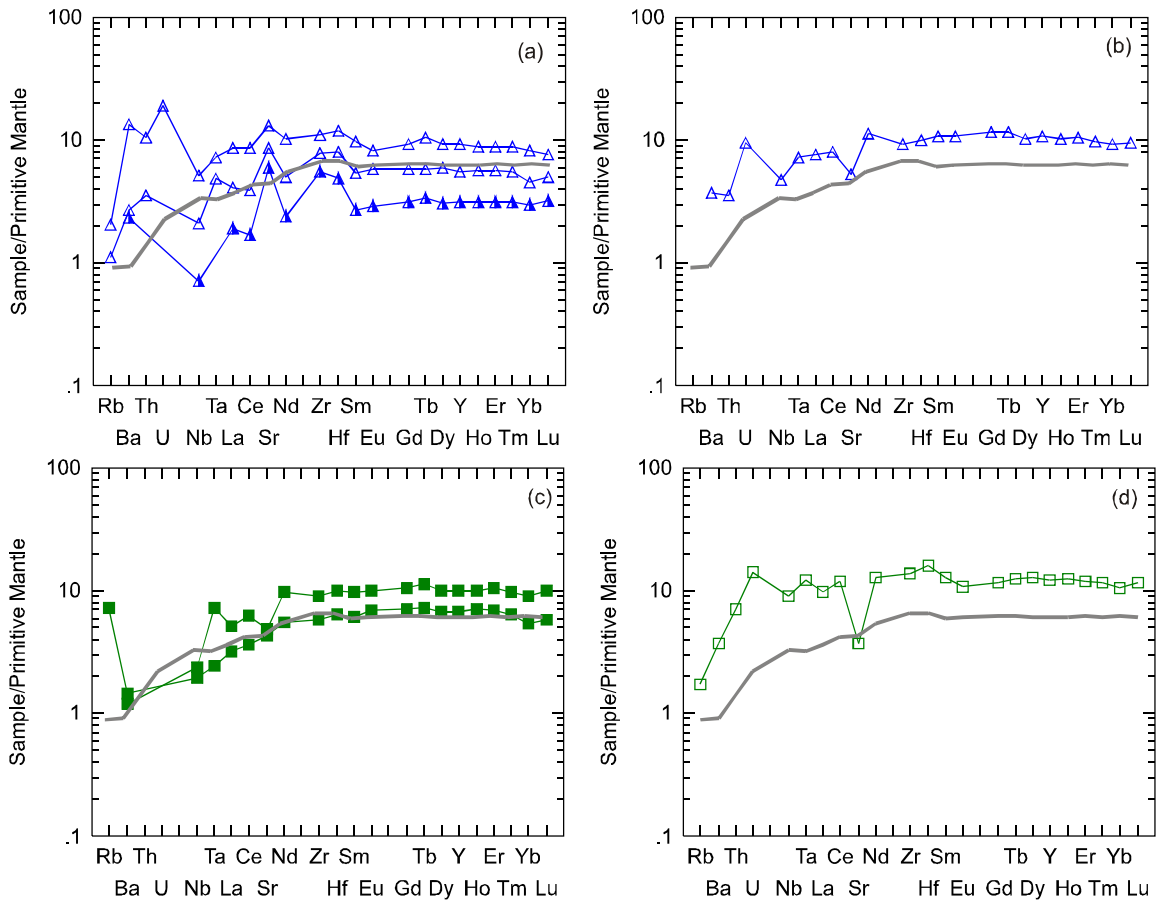 100
(a)
10
1
.1
Sample/Primitive Mantle
Rb Th Ta Ce Nd Zr Sm Tb Y Er Yb
Ba U Nb La Sr Hf Eu Gd Dy Ho Tm Lu
100
(b)
10
1
.1
Sample/Primitive Mantle
Rb Th Ta Ce Nd Zr Sm Tb Y Er Yb
Ba U Nb La Sr Hf Eu Gd Dy Ho Tm Lu
100
(c)
10
1
.1
Sample/Primitive Mantle
Rb Th Ta Ce Nd Zr Sm Tb Y Er Yb
Ba U Nb La Sr Hf Eu Gd Dy Ho Tm Lu
100
(d)
10
1
.1
Sample/Primitive Mantle
Rb Th Ta Ce Nd Zr Sm Tb Y Er Yb
Ba U Nb La Sr Hf Eu Gd Dy Ho Tm Lu